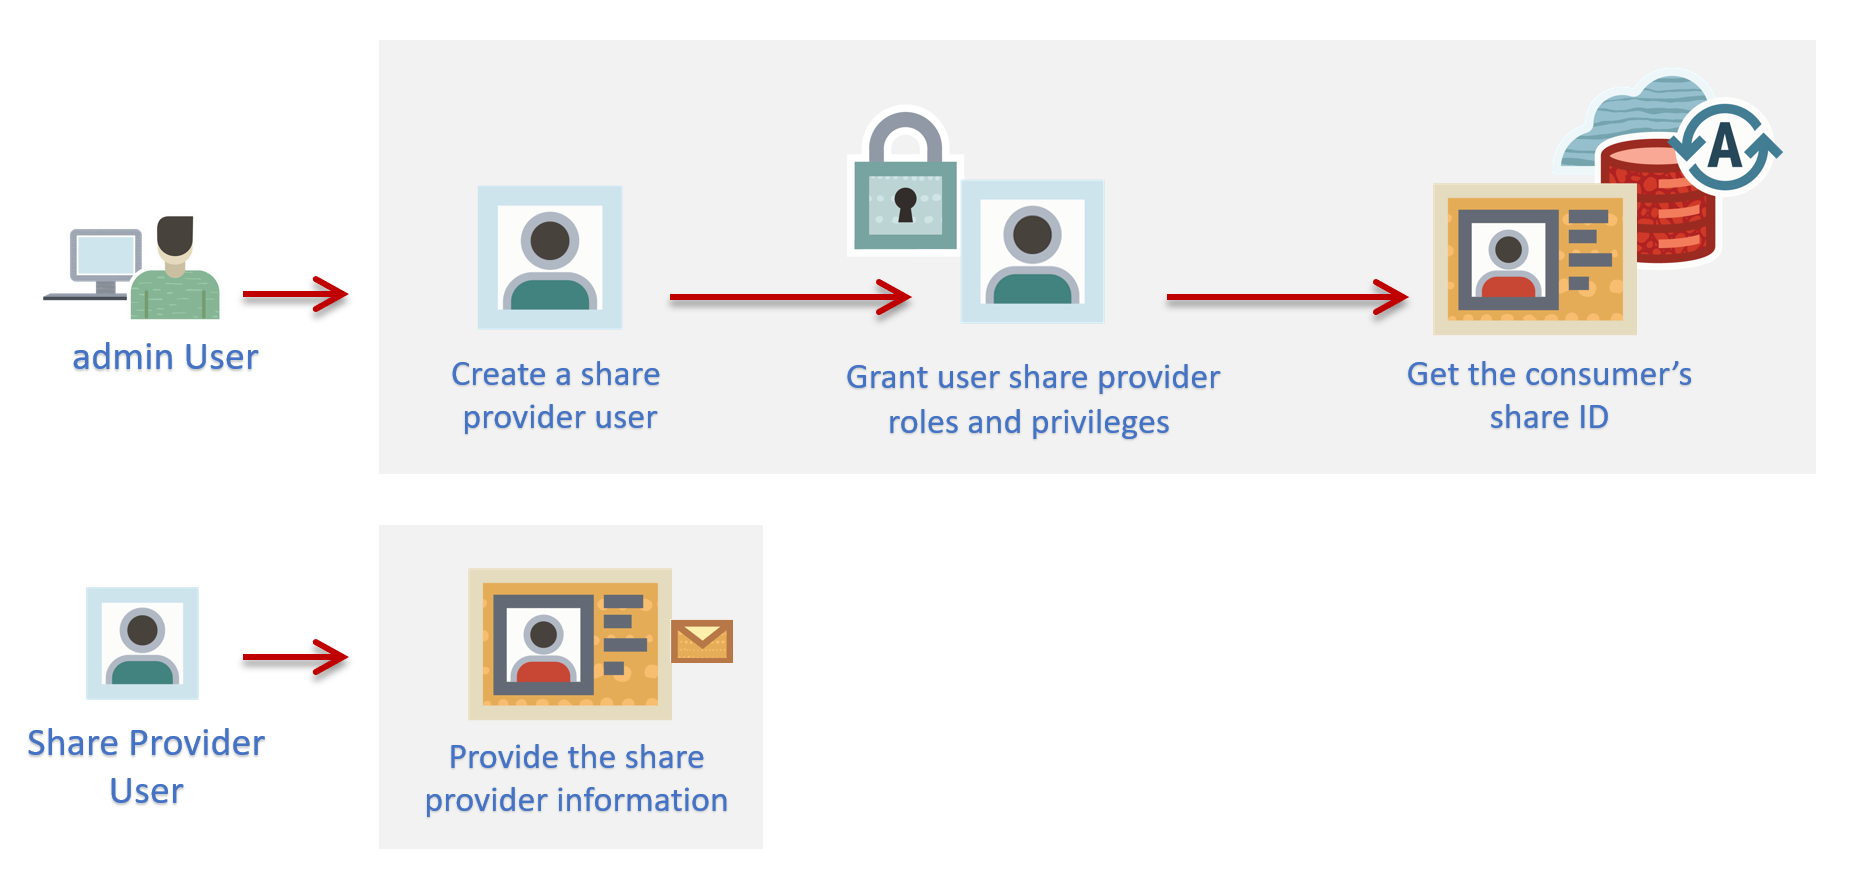 A
admin User
Create a share
provider user
Grant user share provider
roles and privileges
Get the consumer’s
share ID
Share Provider
User
Provide the share
provider information